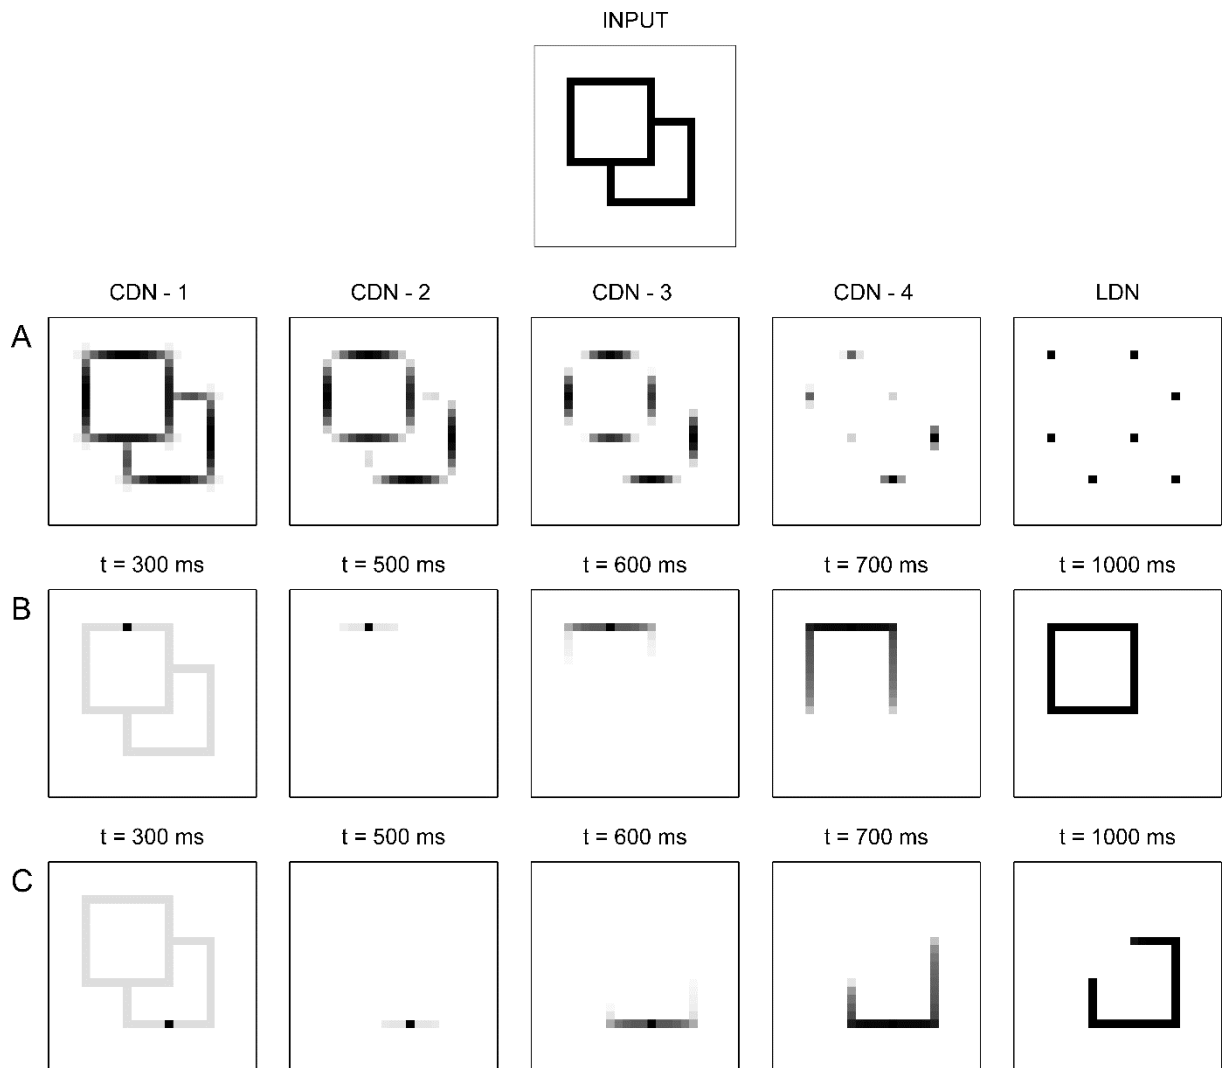 INPUT
CDN - 1 CDN - 2 CDN - 3 CDN - 4 LDN
A
t = 300 ms t = 500 ms t = 600 ms t = 700 ms t = 1000 ms
B
t = 300 ms t = 500 ms t = 600 ms t = 700 ms t = 1000 ms
C